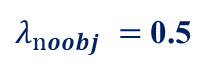 λnoobj = 0.5